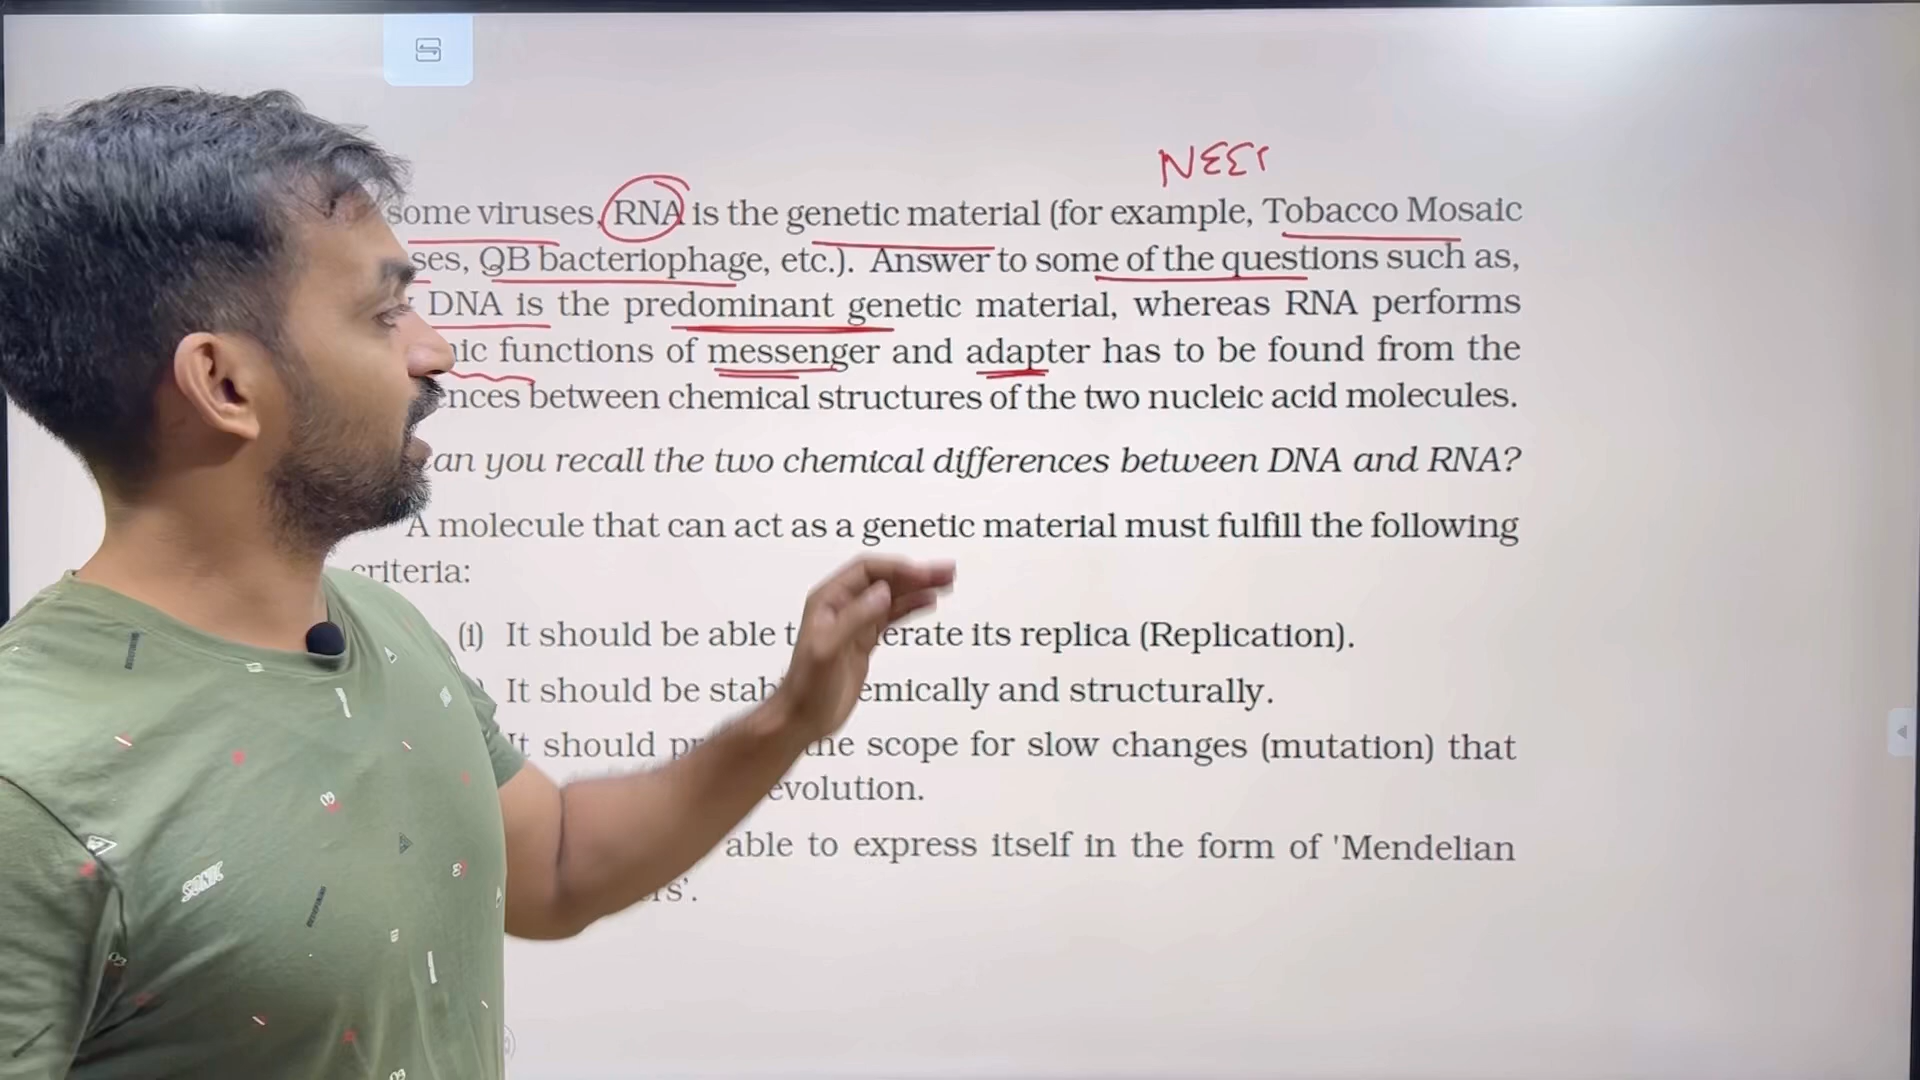 NEET
some viruses, RNA is the genetic material (for example, Tobacco Mosaic
ses, QB bacteriophage, etc.). Answer to some of the questions such as,
DNA is the predominant genetic material, whereas RNA performs
functions of messenger and adapter has to be found from the
between chemical structures of the two nucleic acid molecules.
an you recall the two chemical differences between DNA and RNA?
A molecule that can act as a genetic material must fulfill the following
criteria:
(i) It should be able its replica (Replication).
It should be chemically and structurally.
It should the scope for slow changes (mutation) that
evolution.
able to express itself in the form of 'Mendelian
SONIC